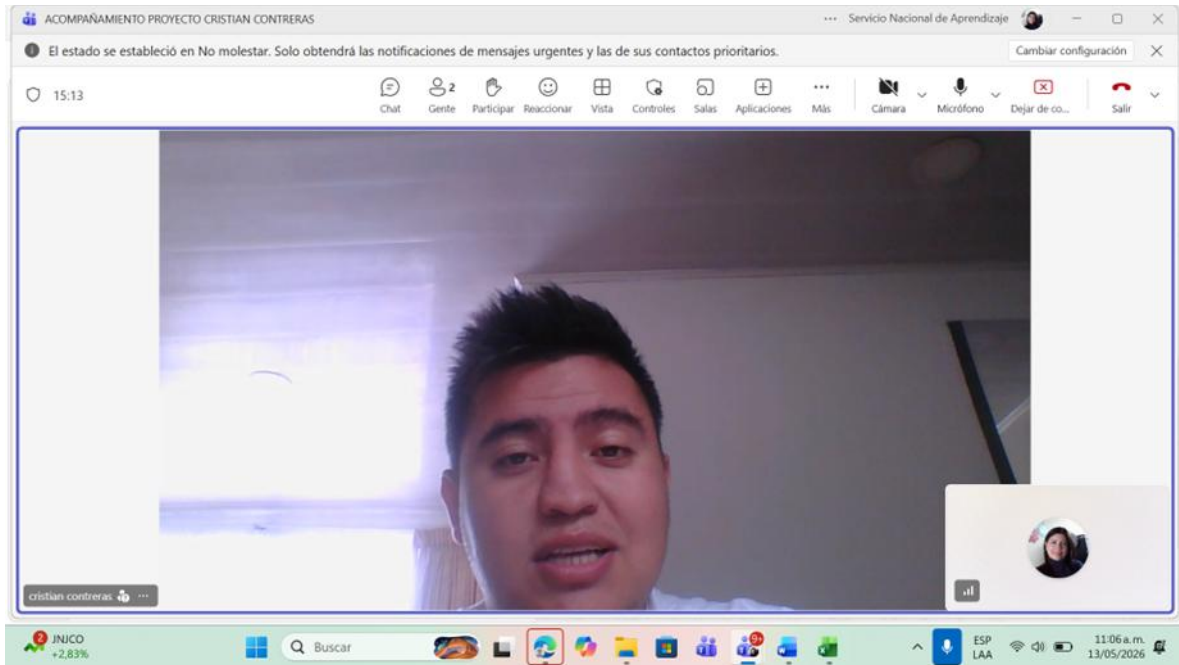 ACOMPAÑAMIENTO PROYECTO CRISTIAN CONTRERAS
Servicio Nacional de Aprendizaje
El estado se estableció en No molestar. Solo obtendrá las notificaciones de mensajes urgentes y las de sus contactos prioritarios.
Cambiar configuración
15:13
2
Chat
Gente
Participar
Reaccionar
Vista
Controles
Salas
Aplicaciones
Más
Cámara
Micrófono
Dejar de co...
Salir
cristian contreras
2
JNJCO
+2,83%
Buscar
9+
ESP
LAA
11:06 a.m.
13/05/2026